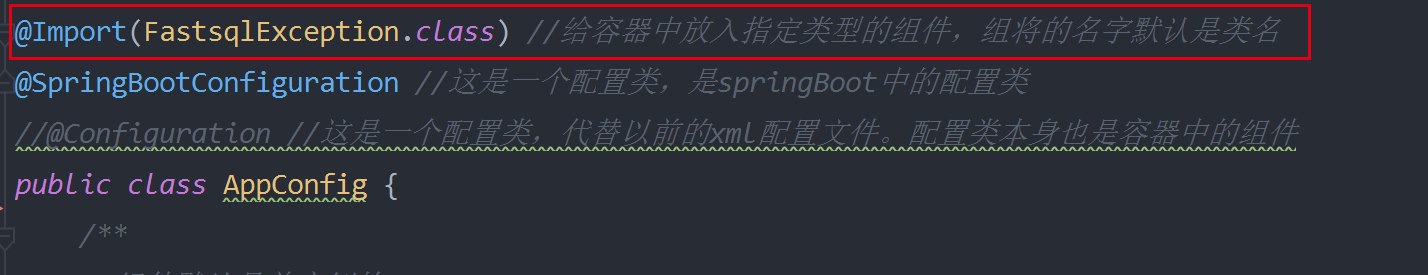 @Import(FastsqlException.class) //给容器中放入指定类型的组件，组将的名字默认是类名
@SpringBootConfiguration //这是一个配置类，是springBoot中的配置类
//@Configuration //这是一个配置类，代替以前的xml配置文件。配置类本身也是容器中的组件
public class AppConfig {
/**